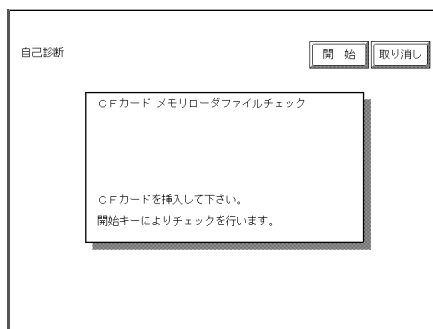 自己診断
開　始
取り消し
ＣＦカード メモリローダファイルチェック
ＣＦカードを挿入して下さい。
開始キーによりチェックを行います。